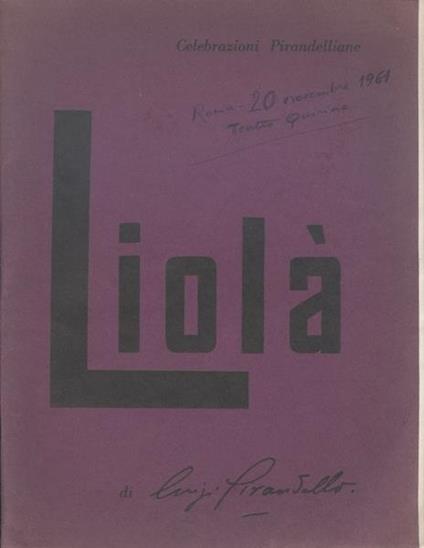 Celebrazioni Pirandelliane
Roma - 20 novembre 1961
Teatro Quirino
Liolà
di Luigi Pirandello.